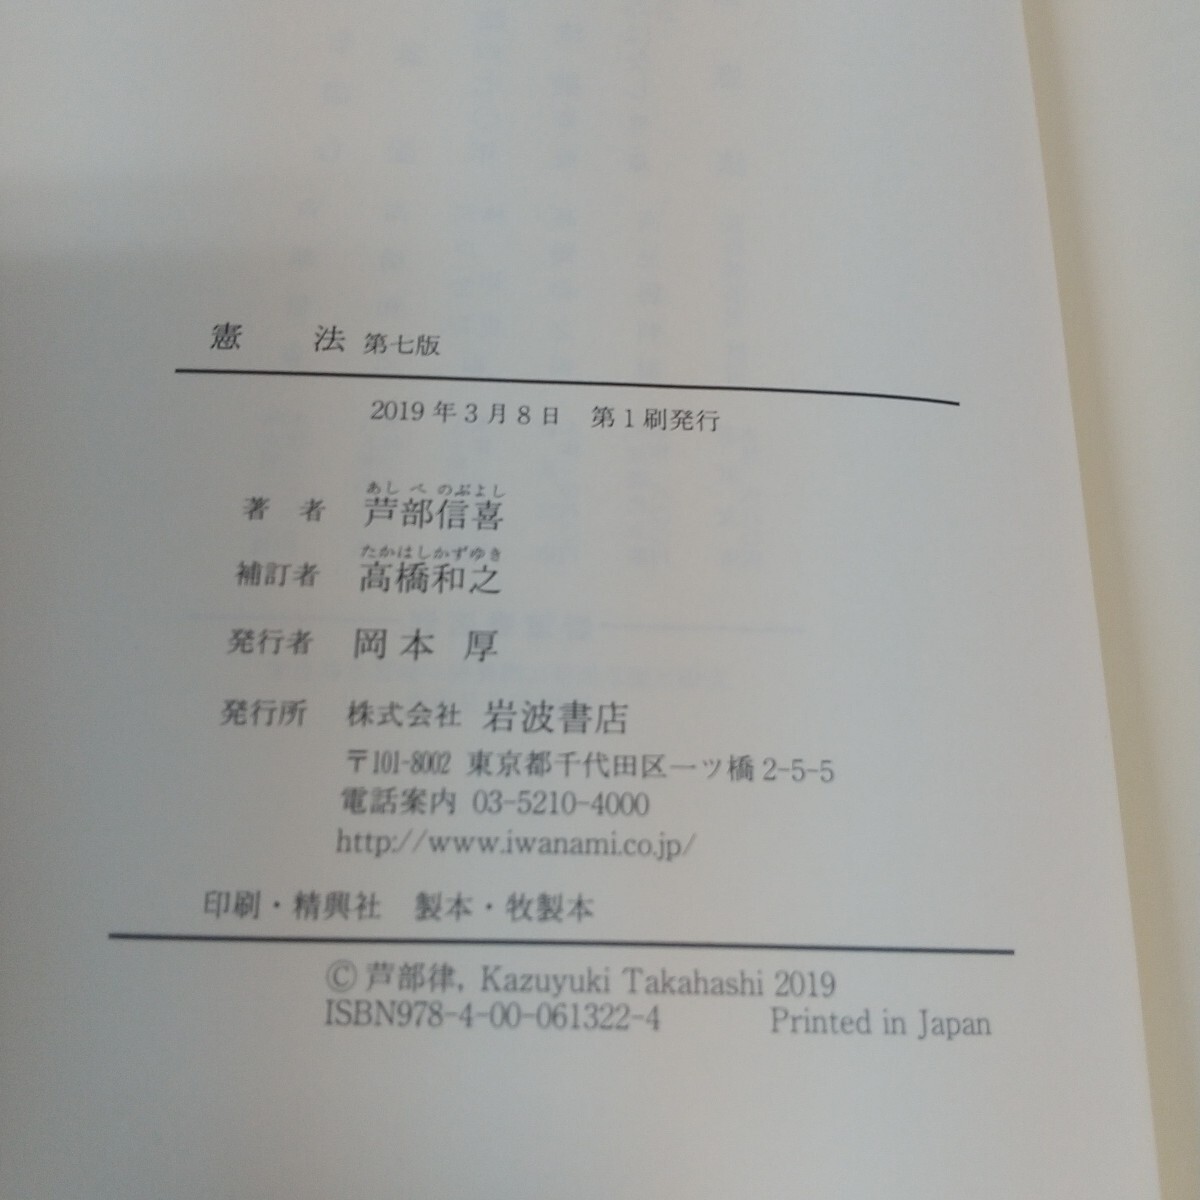 憲 法 第七版
2019年3月8日 第1刷発行
あしべのぶよし
著者 芦部信喜
たかはしかずゆき
補訂者 高橋和之
発行者 岡本 厚
発行所 株式会社 岩波書店
〒101-8002 東京都千代田区一ツ橋2-5-5
電話案内 03-5210-4000
http://www.iwanami.co.jp/
印刷・精興社 製本・牧製本
© 芦部律, Kazuyuki Takahashi 2019
ISBN978-4-00-061322-4 Printed in Japan